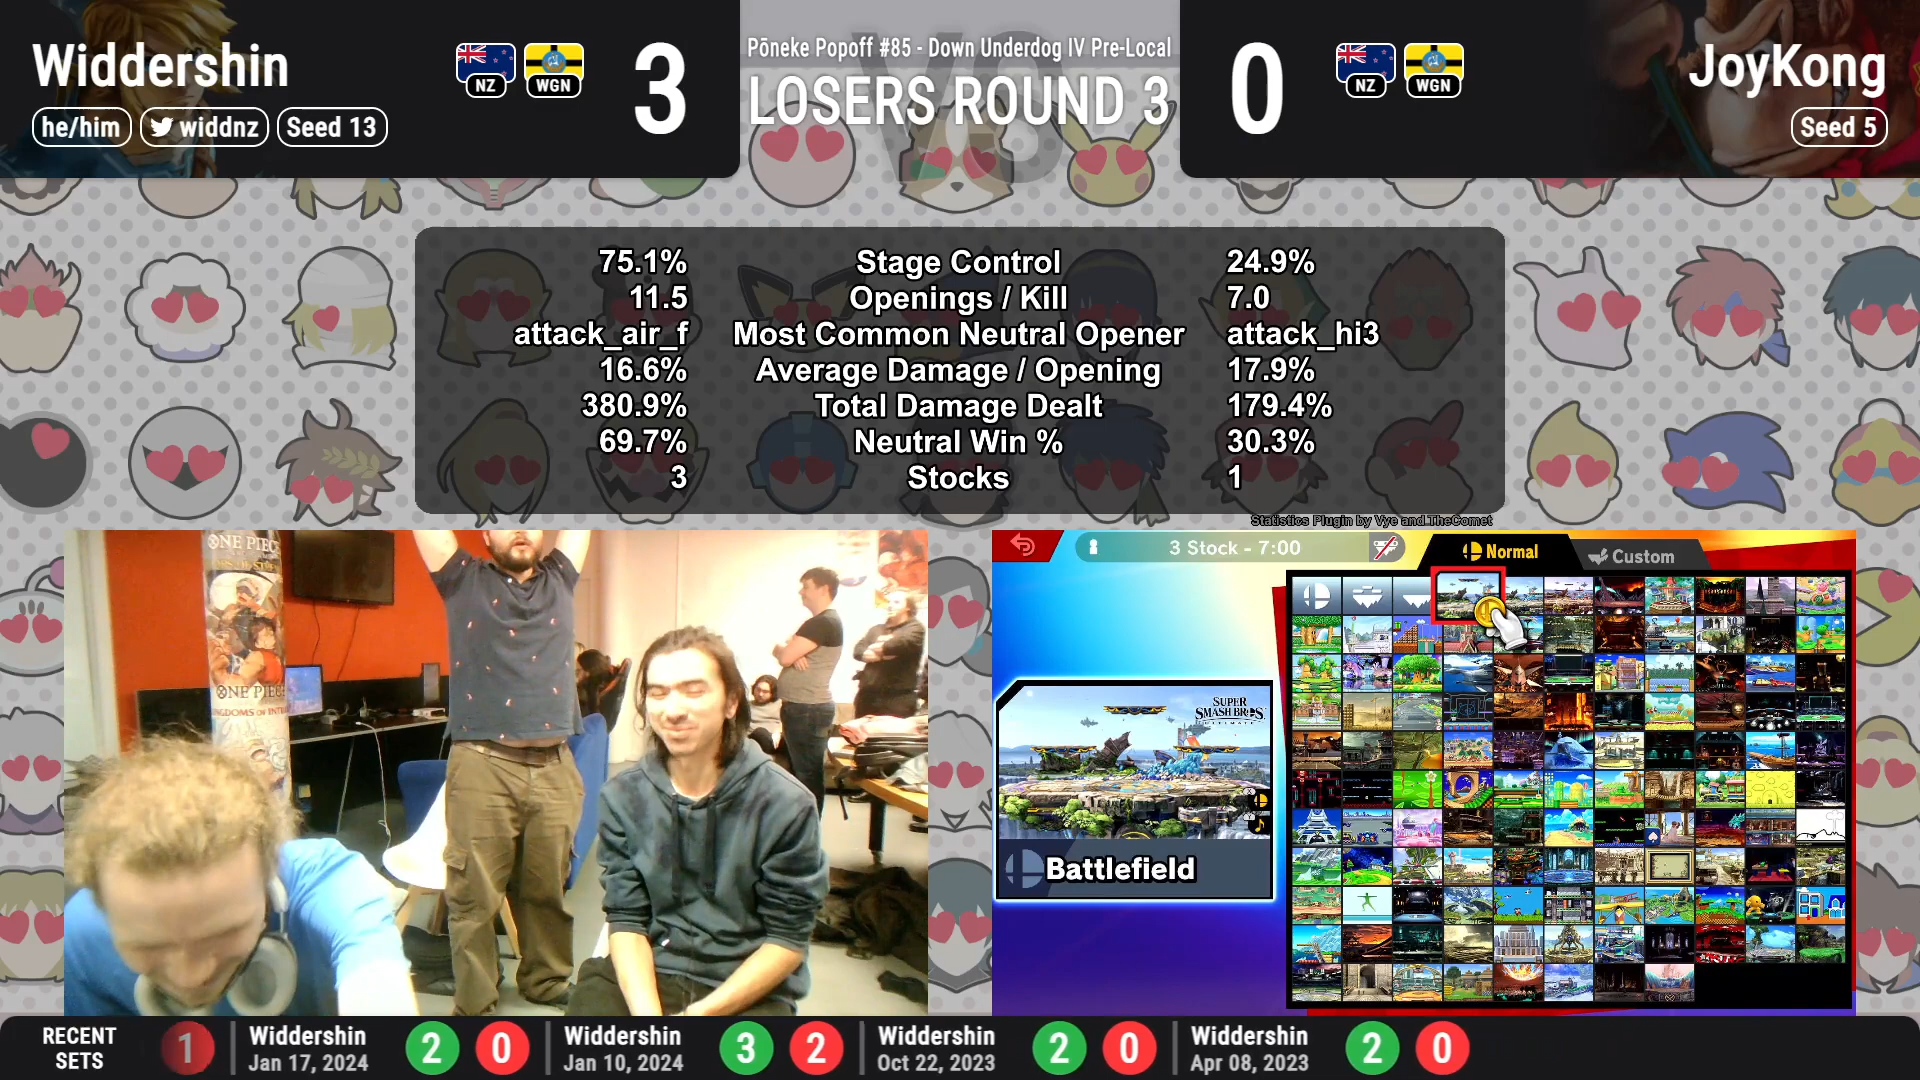 Widdershin
NZ
WGN
3
he/him
widdnz
Seed 13
VS
Pōneke Popoff #85 - Down Underdog IV Pre-Local
LOSERS ROUND 3
0
NZ
WGN
JoyKong
Seed 5
75.1% Stage Control 24.9%
11.5 Openings / Kill 7.0
attack_air_f Most Common Neutral Opener attack_hi3
16.6% Average Damage / Opening 17.9%
380.9% Total Damage Dealt 179.4%
69.7% Neutral Win % 30.3%
3 Stocks 1
Statistics Plugin by Vye and TheComet
ONE PIECE
ONE PIECE
3 Stock - 7:00
Normal
Custom
SUPER
SMASH BROS.
ULTIMATE
Battlefield
RECENT
SETS
1
Widdershin
Jan 17, 2024
2 0
Widdershin
Jan 10, 2024
3 2
Widdershin
Oct 22, 2023
2 0
Widdershin
Apr 08, 2023
2 0